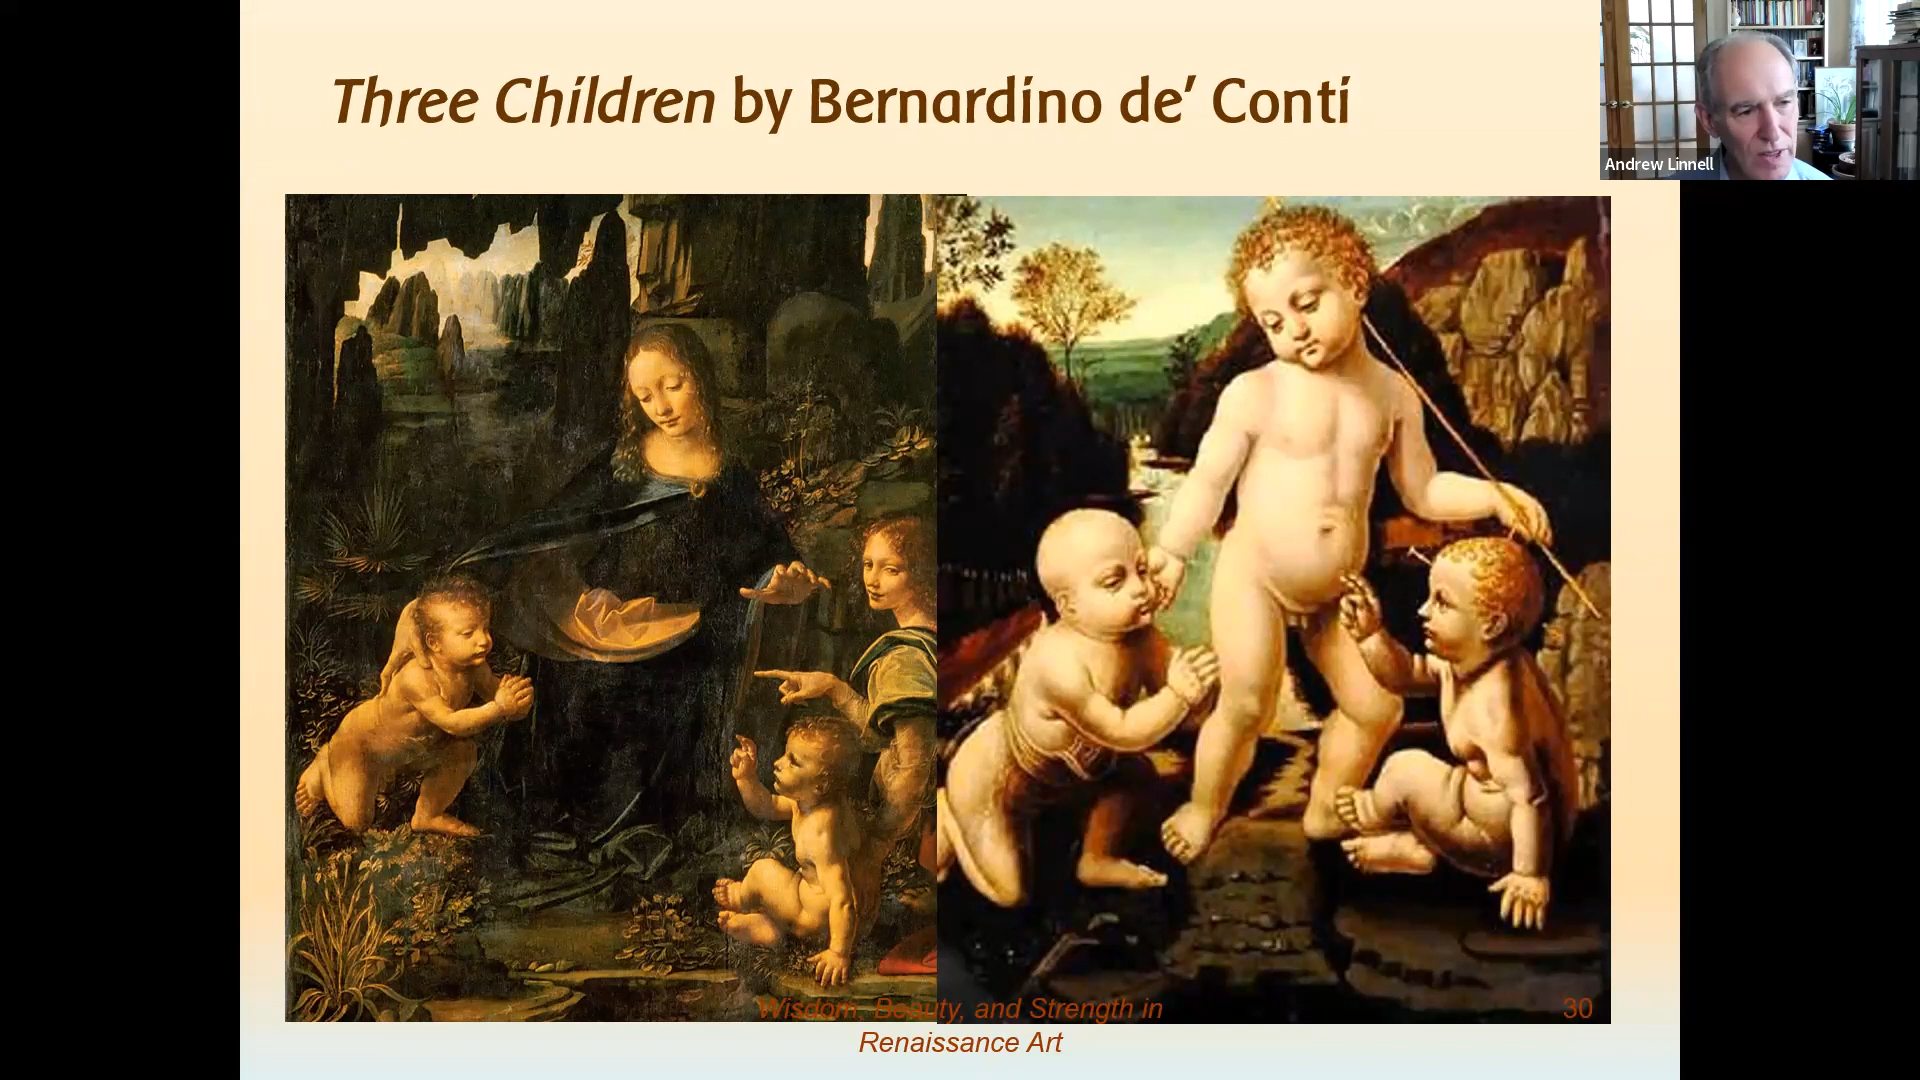 Three Children by Bernardino de’ Conti
Andrew Linnell
Wisdom, Beauty, and Strength in
Renaissance Art
30